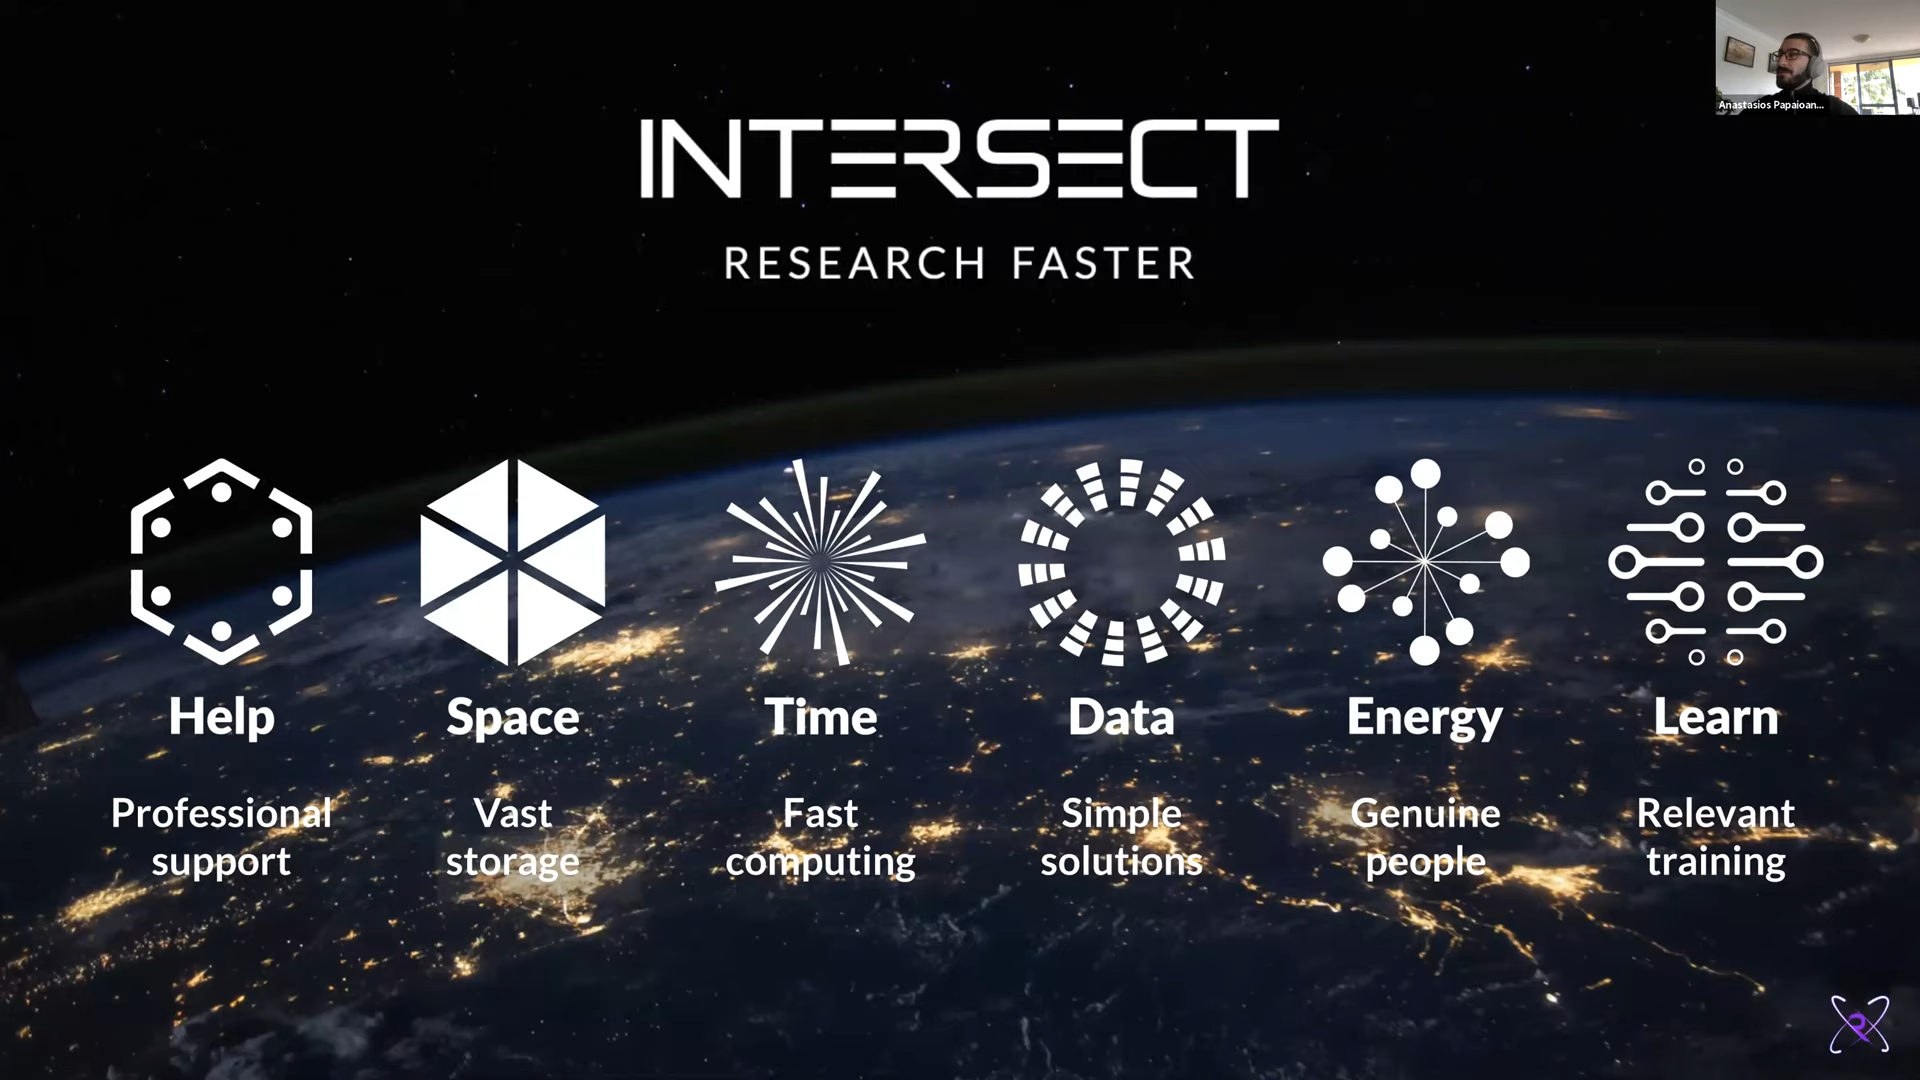 INTERSECT
RESEARCH FASTER
Anastasios Papaioan...
Help
Space
Time
Data
Energy
Learn
Professional
support
Vast
storage
Fast
computing
Simple
solutions
Genuine
people
Relevant
training